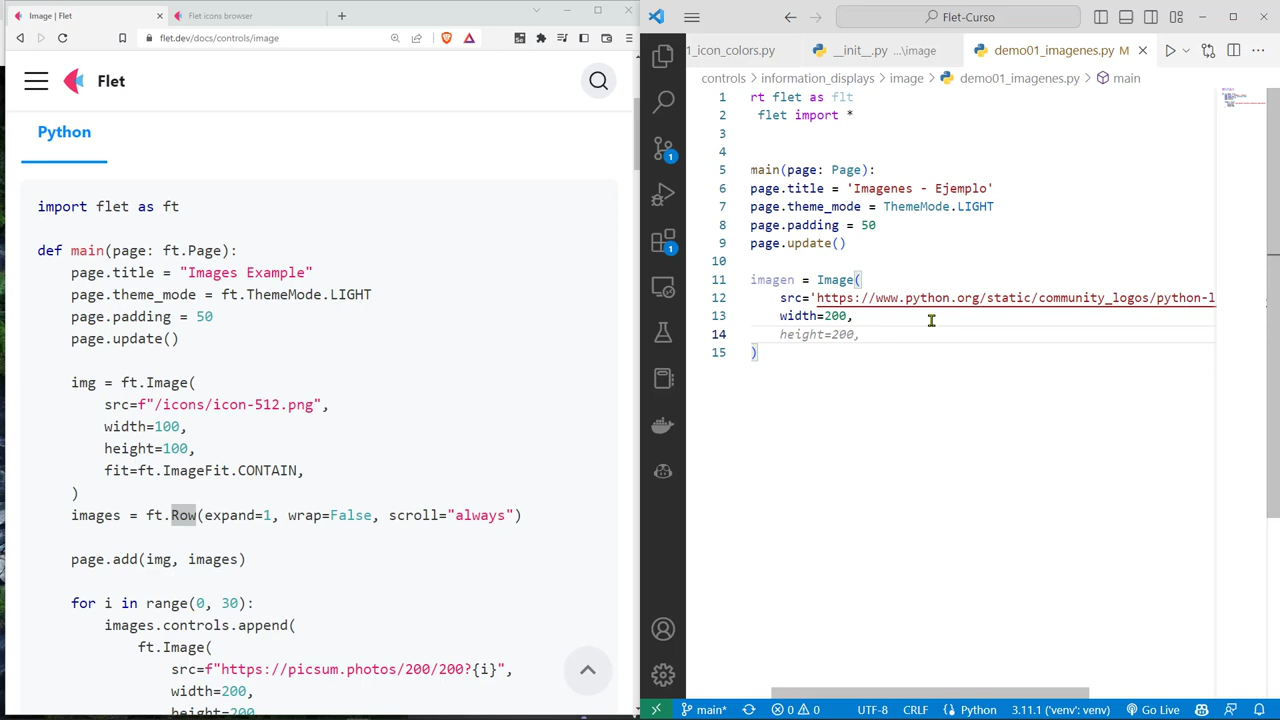 Image | Flet
Flet icons browser
flet.dev/docs/controls/image
Flet
Python
import flet as ft
def main(page: ft.Page):
page.title = "Images Example"
page.theme_mode = ft.ThemeMode.LIGHT
page.padding = 50
page.update()
img = ft.Image(
src=f"/icons/icon-512.png",
width=100,
height=100,
fit=ft.ImageFit.CONTAIN,
)
images = ft.Row(expand=1, wrap=False, scroll="always")
page.add(img, images)
for i in range(0, 30):
images.controls.append(
ft.Image(
src=f"https://picsum.photos/200/200?{i}",
width=200,
height=200
Flet-Curso
1_icon_colors.py
__init__.py ...\image
demo01_imagenes.py M
controls > information_displays > image > demo01_imagenes.py > main
1 rt flet as flt
2 flet import *
3
4
5 main(page: Page):
6 page.title = 'Imagenes - Ejemplo'
7 page.theme_mode = ThemeMode.LIGHT
8 page.padding = 50
9 page.update()
10
11 imagen = Image(
12 src='https://www.python.org/static/community_logos/python-l
13 width=200,
14 height=200,
15 )
1
1
main*
0 0
UTF-8
CRLF
Python
3.11.1 ('venv': venv)
Go Live